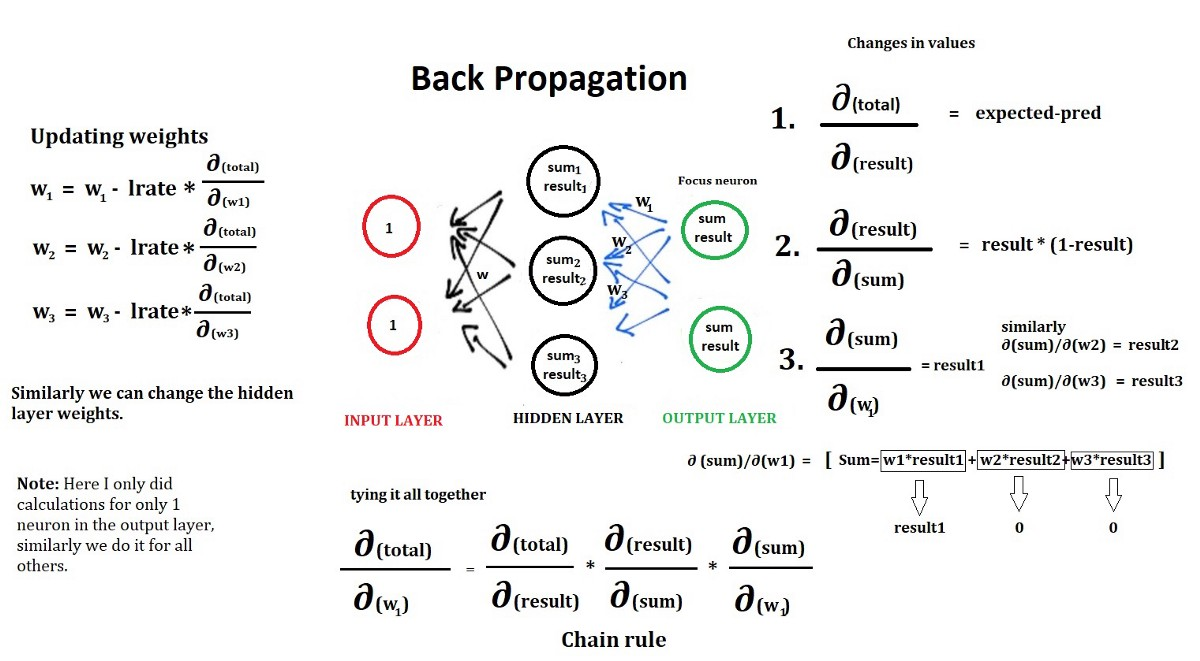 Back Propagation
Updating weights
w₁ = w₁ - lrate * ∂(total)/∂(w1)
w₂ = w₂ - lrate* ∂(total)/∂(w2)
w₃ = w₃ - lrate* ∂(total)/∂(w3)
Similarly we can change the hidden
layer weights.
Note: Here I only did
calculations for only 1
neuron in the output layer,
similarly we do it for all
others.
1
1
INPUT LAYER
w
sum₁
result₁
sum₂
result₂
sum₃
result₃
HIDDEN LAYER
W₁
W₂
W₃
Focus neuron
sum
result
sum
result
OUTPUT LAYER
Changes in values
1. ∂(total)/∂(result) = expected-pred
2. ∂(result)/∂(sum) = result * (1-result)
3. ∂(sum)/∂(w₁) = result1
similarly
∂(sum)/∂(w2) = result2
∂(sum)/∂(w3) = result3
∂ (sum)/∂(w1) = [ Sum= w1*result1 + w2*result2+w3*result3 ]
result1 0 0
tying it all together
∂(total)/∂(w₁) = ∂(total)/∂(result) * ∂(result)/∂(sum) * ∂(sum)/∂(w₁)
Chain rule